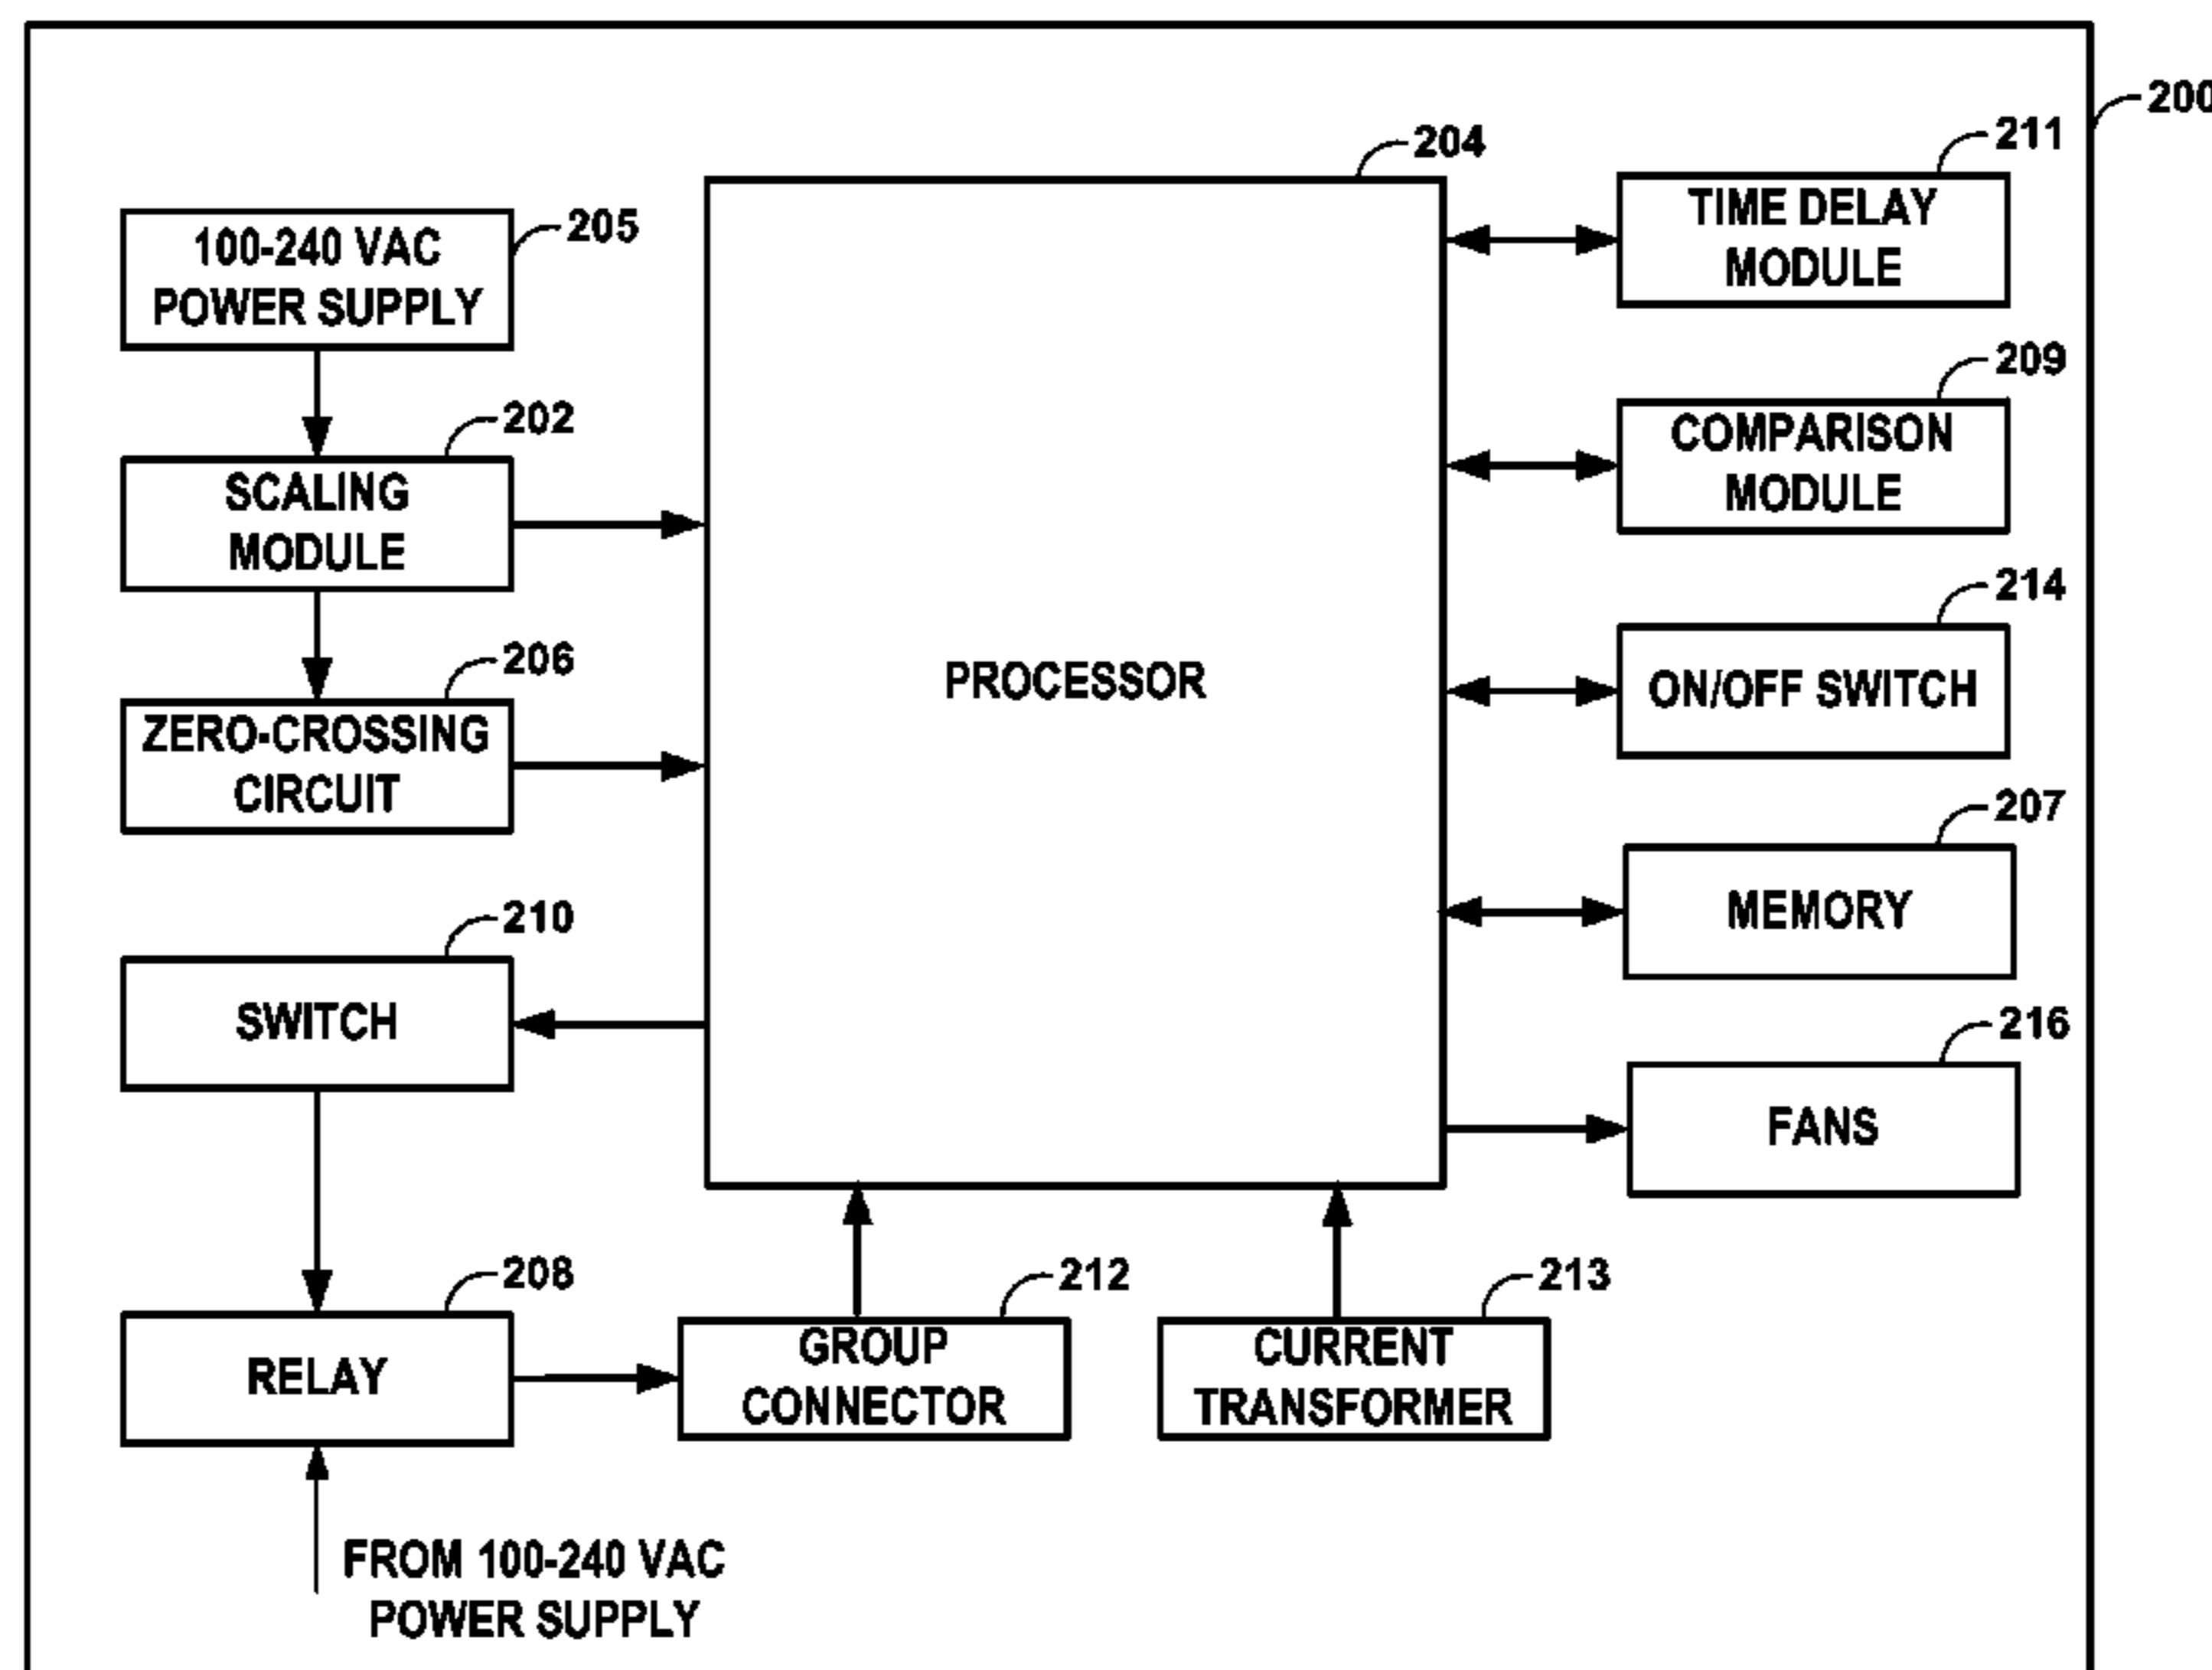 200
204
211
205
100-240 VAC
POWER SUPPLY
TIME DELAY
MODULE
202
209
SCALING
MODULE
COMPARISON
MODULE
206
214
ZERO-CROSSING
CIRCUIT
PROCESSOR
ON/OFF SWITCH
210
207
SWITCH
MEMORY
216
FANS
208
212
213
RELAY
GROUP
CONNECTOR
CURRENT
TRANSFORMER
FROM 100-240 VAC
POWER SUPPLY